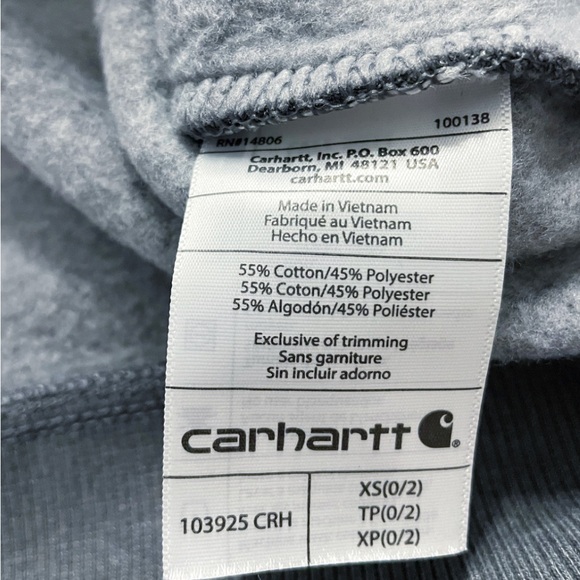 100138
RN#14806
Carhartt, Inc. P.O. Box 600
Dearborn, MI 48121 USA
carhartt.com
Made in Vietnam
Fabriqué au Vietnam
Hecho en Vietnam
55% Cotton/45% Polyester
55% Coton/45% Polyester
55% Algodón/45% Poliéster
Exclusive of trimming
Sans garniture
Sin incluir adorno
carhartt ®
103925 CRH
XS(0/2)
TP(0/2)
XP(0/2)